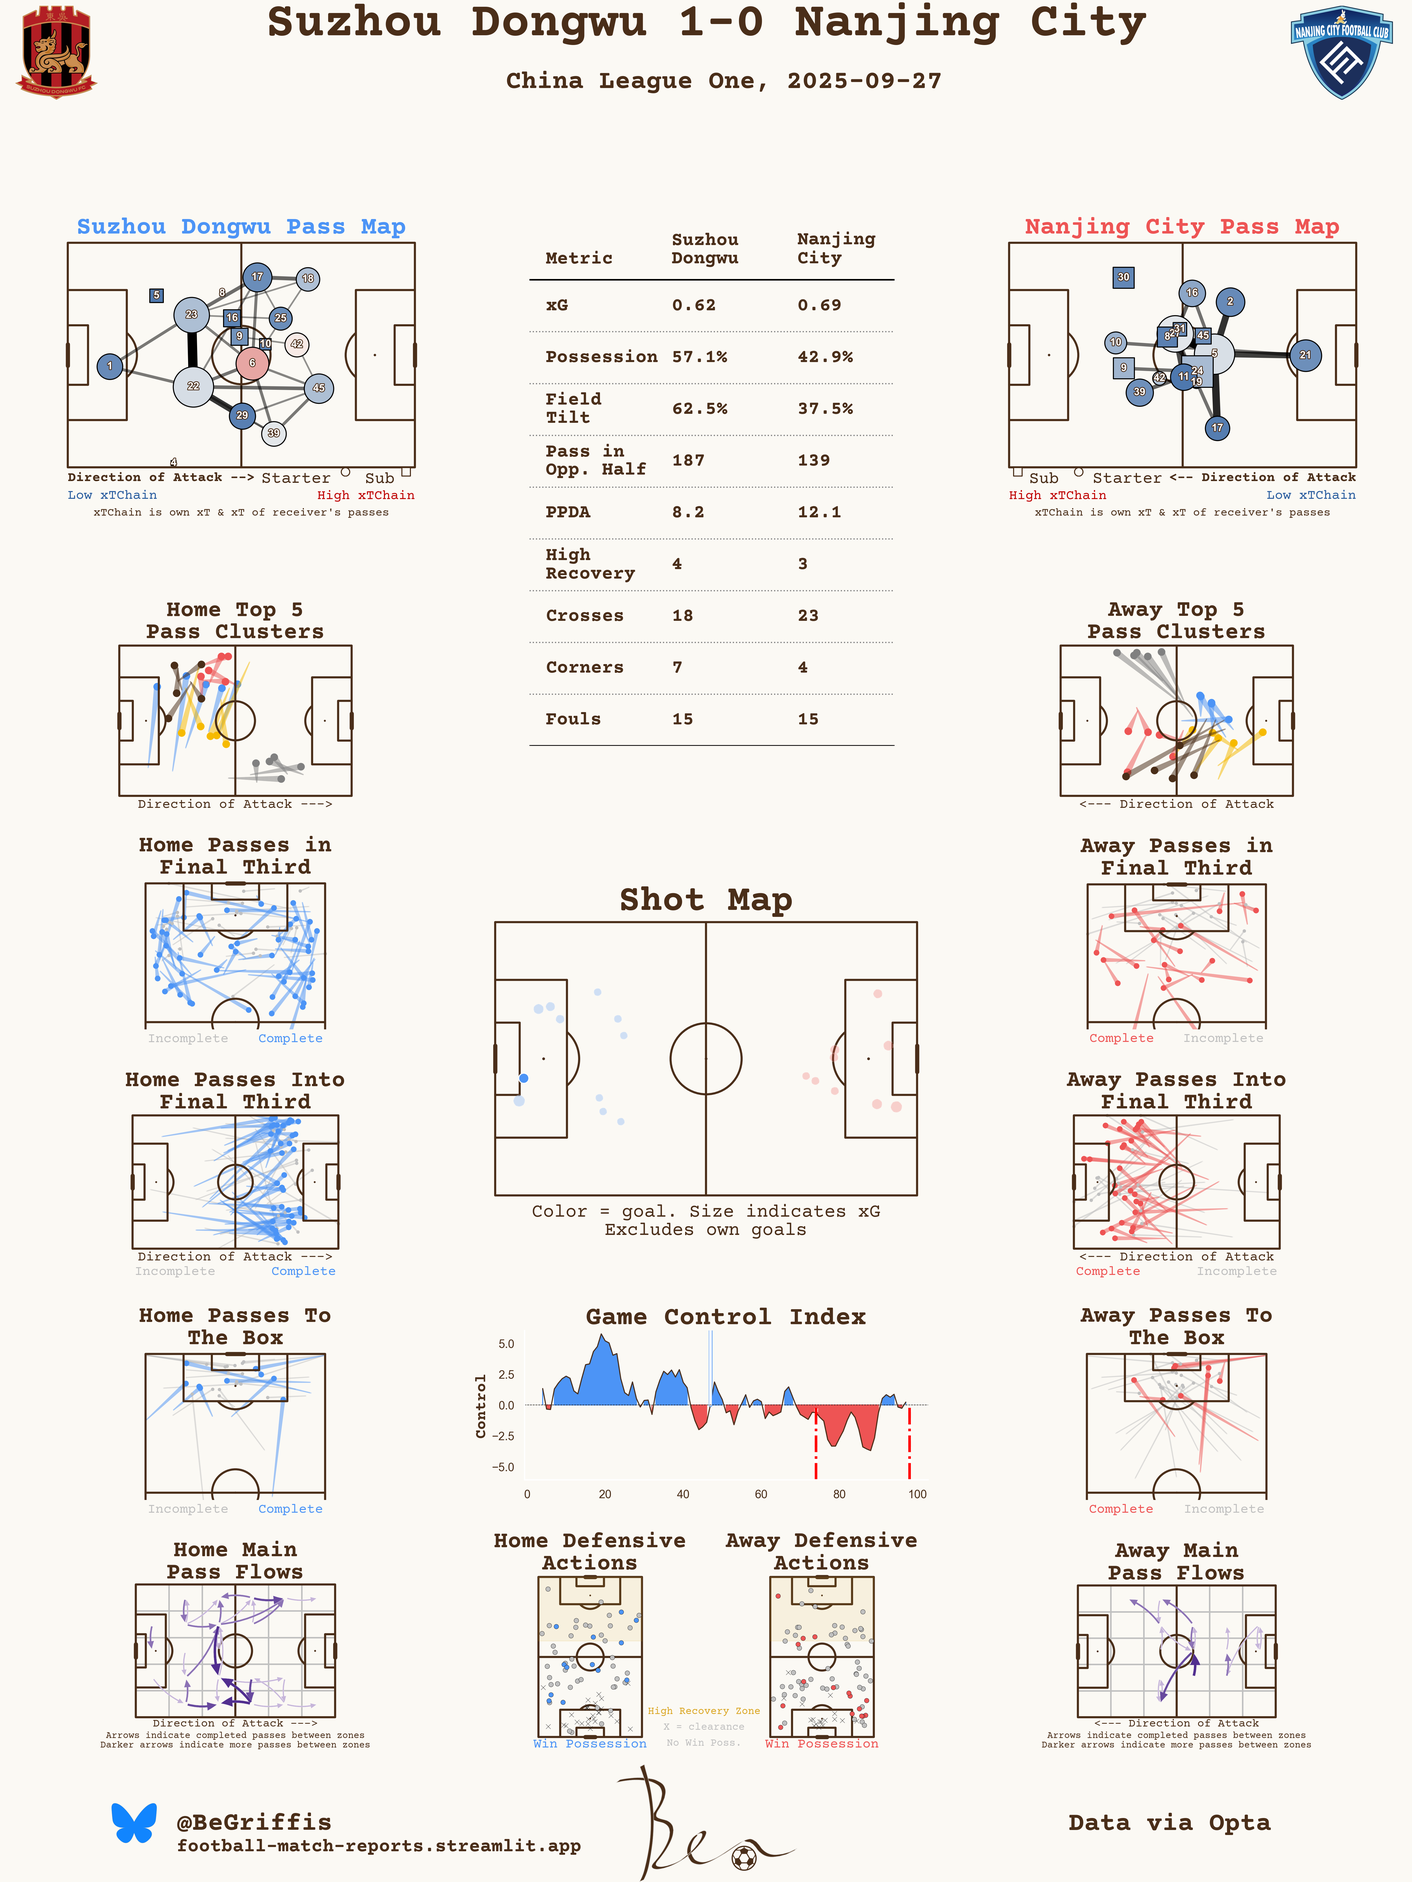 Suzhou Dongwu 1-0 Nanjing City
China League One, 2025-09-27
SUZHOU DONGWU FC
NANJING CITY FOOTBALL CLUB
Suzhou Dongwu Pass Map
17
18
8
5
23
16
25
9
10
42
6
1
22
45
29
39
4
Direction of Attack --> Starter Sub
Low xTChain High xTChain
xTChain is own xT & xT of receiver's passes
Metric Suzhou Dongwu Nanjing City
xG 0.62 0.69
Possession 57.1% 42.9%
Field Tilt 62.5% 37.5%
Pass in Opp. Half 187 139
PPDA 8.2 12.1
High Recovery 4 3
Crosses 18 23
Corners 7 4
Fouls 15 15
Nanjing City Pass Map
30
16
2
31
8
45
10
5
21
9
24
11
42
19
39
17
Sub Starter <-- Direction of Attack
High xTChain Low xTChain
xTChain is own xT & xT of receiver's passes
Home Top 5
Pass Clusters
Direction of Attack --->
Away Top 5
Pass Clusters
<--- Direction of Attack
Home Passes in
Final Third
Incomplete Complete
Away Passes in
Final Third
Complete Incomplete
Shot Map
Color = goal. Size indicates xG
Excludes own goals
Home Passes Into
Final Third
Direction of Attack --->
Incomplete Complete
Away Passes Into
Final Third
<--- Direction of Attack
Complete Incomplete
Home Passes To
The Box
Incomplete Complete
Game Control Index
Control
5.0
2.5
0.0
−2.5
−5.0
0 20 40 60 80 100
Away Passes To
The Box
Complete Incomplete
Home Main
Pass Flows
Direction of Attack --->
Arrows indicate completed passes between zones
Darker arrows indicate more passes between zones
Home Defensive
Actions
Win Possession
High Recovery Zone
X = clearance
No Win Poss.
Away Defensive
Actions
Win Possession
Away Main
Pass Flows
<--- Direction of Attack
Arrows indicate completed passes between zones
Darker arrows indicate more passes between zones
@BeGriffis
football-match-reports.streamlit.app
Ben
Data via Opta